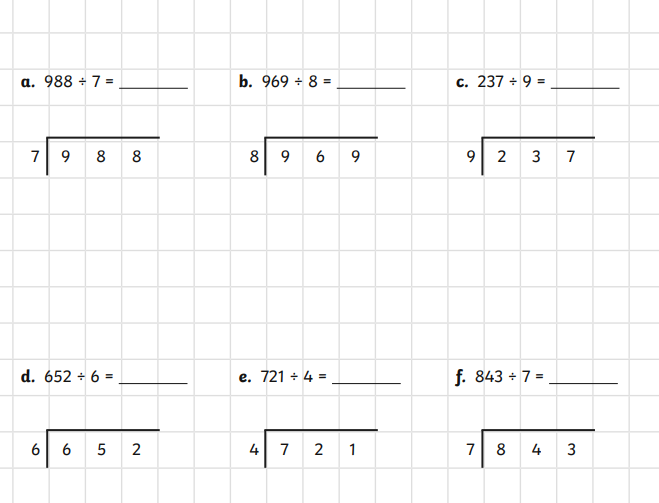 a. 988 ÷ 7 = ________ b. 969 ÷ 8 = ________ c. 237 ÷ 9 = ________
7 9 8 8 8 9 6 9 9 2 3 7
d. 652 ÷ 6 = ________ e. 721 ÷ 4 = ________ f. 843 ÷ 7 = ________
6 6 5 2 4 7 2 1 7 8 4 3